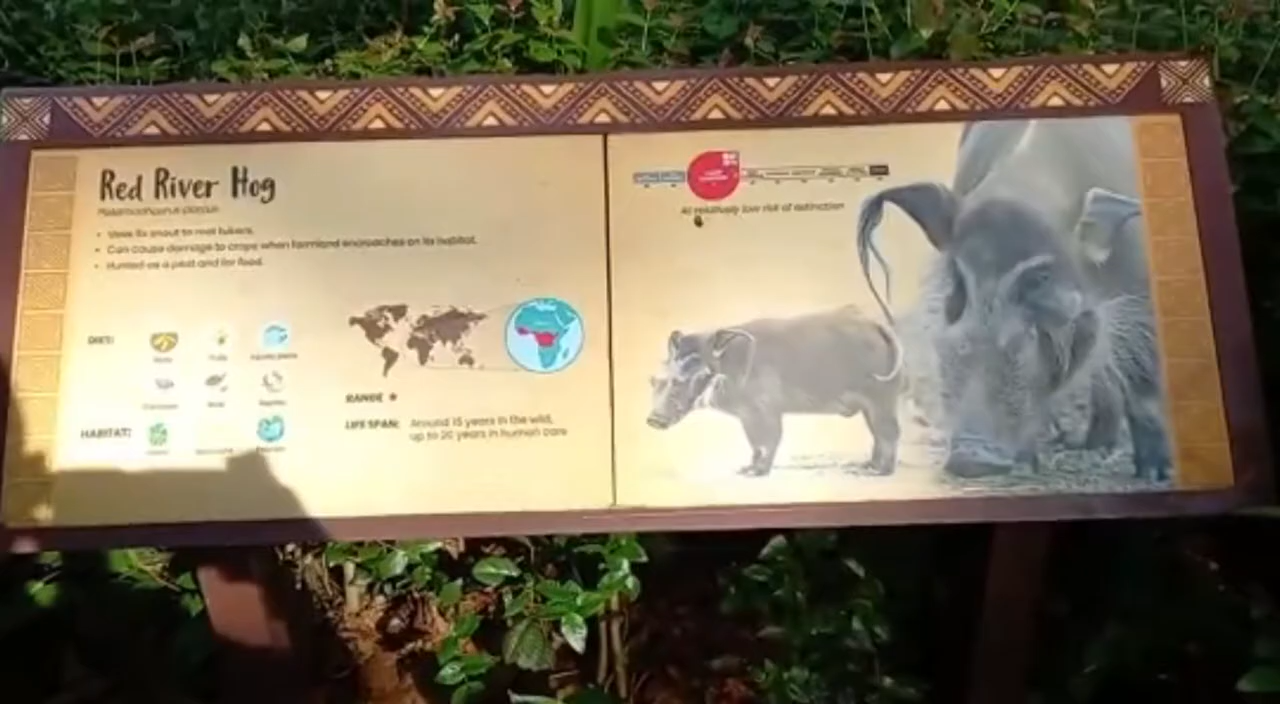 Red River Hog
Potamochoerus porcus
• Uses its snout to root tubers.
• Can cause damage to crops when farmland encroaches on its habitat.
• Hunted as a pest and for food.
At relatively low risk of extinction
DIET:
HABITAT:
RANGE
LIFE SPAN: Around 15 years in the wild,
up to 20 years in human care